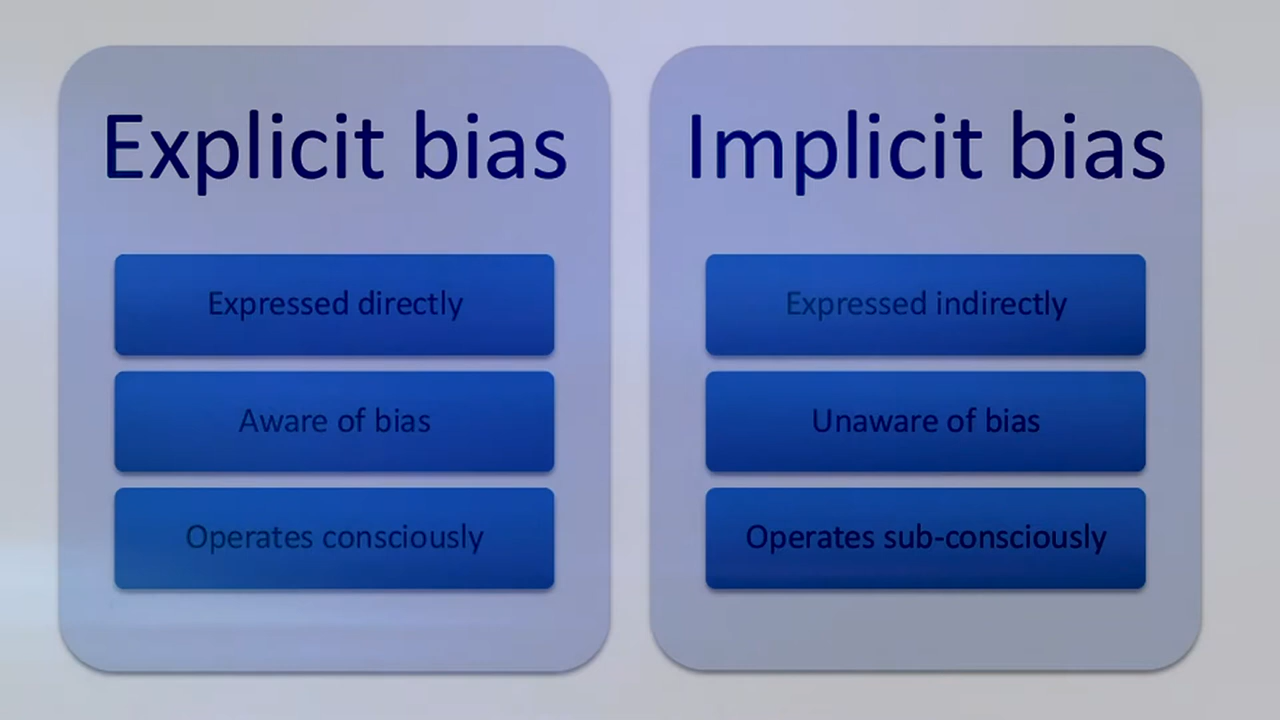 Explicit bias
Expressed directly
Aware of bias
Operates consciously
Implicit bias
Expressed indirectly
Unaware of bias
Operates sub-consciously